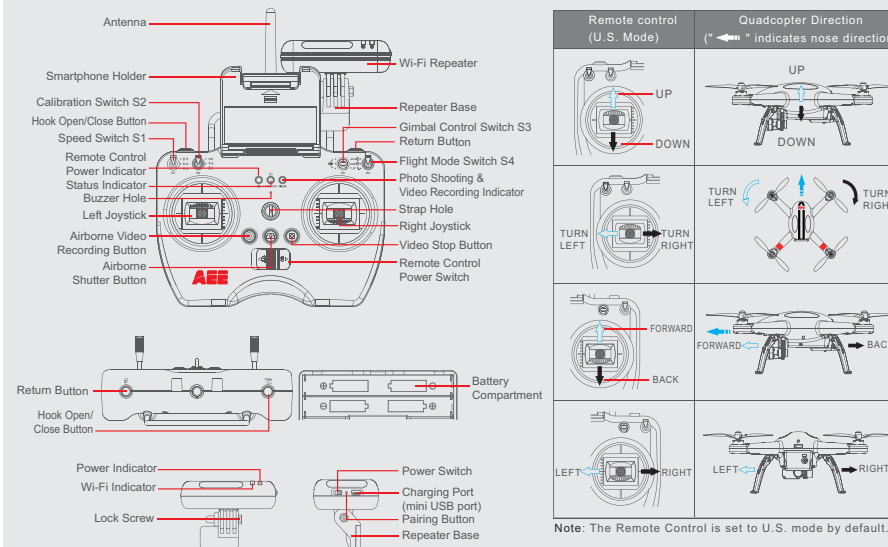 Antenna
Smartphone Holder
Calibration Switch S2
Hook Open/Close Button
Speed Switch S1
Remote Control
Power Indicator
Status Indicator
Buzzer Hole
Left Joystick
Airborne Video
Recording Button
Airborne
Shutter Button
AEE
Wi-Fi Repeater
Repeater Base
Gimbal Control Switch S3
Return Button
Flight Mode Switch S4
Photo Shooting &
Video Recording Indicator
Strap Hole
Right Joystick
Video Stop Button
Remote Control
Power Switch
Return Button
Hook Open/
Close Button
Battery
Compartment
Power Indicator
Wi-Fi Indicator
Lock Screw
Power Switch
Charging Port
(mini USB port)
Pairing Button
Repeater Base
Remote control
(U.S. Mode)
Quadcopter Direction
(" " indicates nose direction
UP
DOWN
UP
DOWN
TURN
LEFT
TURN
RIGHT
TURN
LEFT
TURN
RIGH
FORWARD
BACK
FORWARD
BAC
LEFT
RIGHT
LEFT
RIGHT
Note: The Remote Control is set to U.S. mode by default.